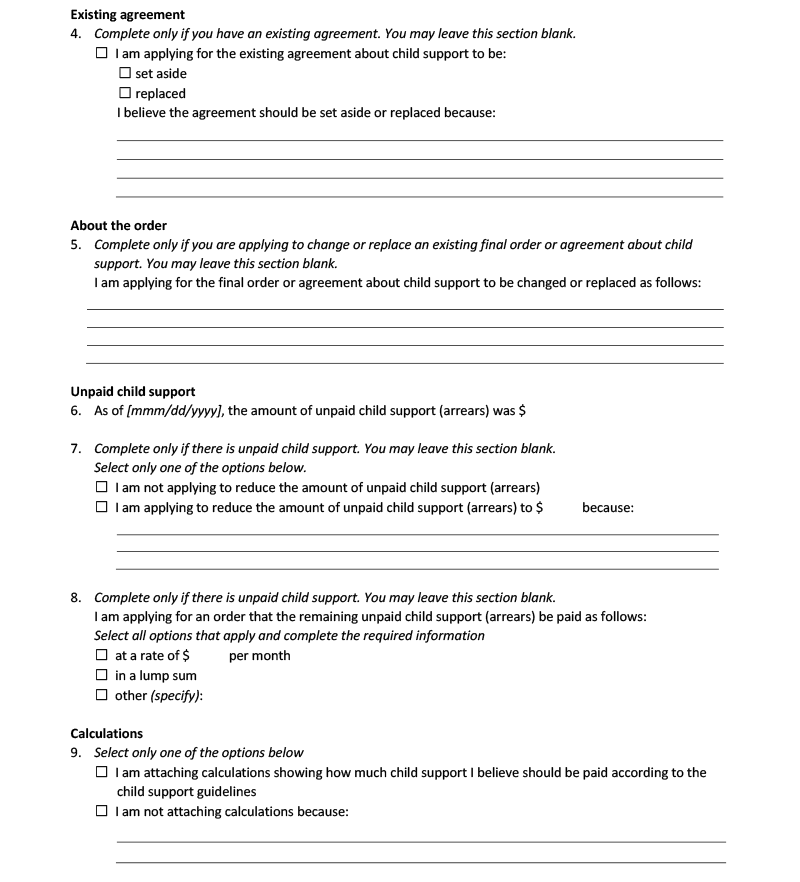 Existing agreement
4. Complete only if you have an existing agreement. You may leave this section blank.
☐ I am applying for the existing agreement about child support to be:
☐ set aside
☐ replaced
I believe the agreement should be set aside or replaced because:
About the order
5. Complete only if you are applying to change or replace an existing final order or agreement about child
support. You may leave this section blank.
I am applying for the final order or agreement about child support to be changed or replaced as follows:
Unpaid child support
6. As of [mmm/dd/yyyy], the amount of unpaid child support (arrears) was $
7. Complete only if there is unpaid child support. You may leave this section blank.
Select only one of the options below.
☐ I am not applying to reduce the amount of unpaid child support (arrears)
☐ I am applying to reduce the amount of unpaid child support (arrears) to $ because:
8. Complete only if there is unpaid child support. You may leave this section blank.
I am applying for an order that the remaining unpaid child support (arrears) be paid as follows:
Select all options that apply and complete the required information
☐ at a rate of $ per month
☐ in a lump sum
☐ other (specify):
Calculations
9. Select only one of the options below
☐ I am attaching calculations showing how much child support I believe should be paid according to the
child support guidelines
☐ I am not attaching calculations because: